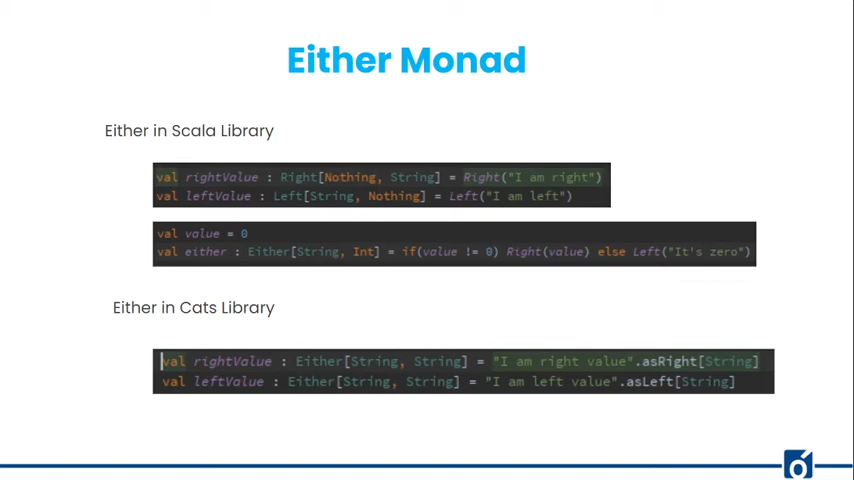 Either Monad
Either in Scala Library
val rightValue : Right[Nothing, String] = Right("I am right")
val leftValue : Left[String, Nothing] = Left("I am left")
val value = 0
val either : Either[String, Int] = if(value != 0) Right(value) else Left("It's zero")
Either in Cats Library
val rightValue : Either[String, String] = "I am right value".asRight[String]
val leftValue : Either[String, String] = "I am left value".asLeft[String]